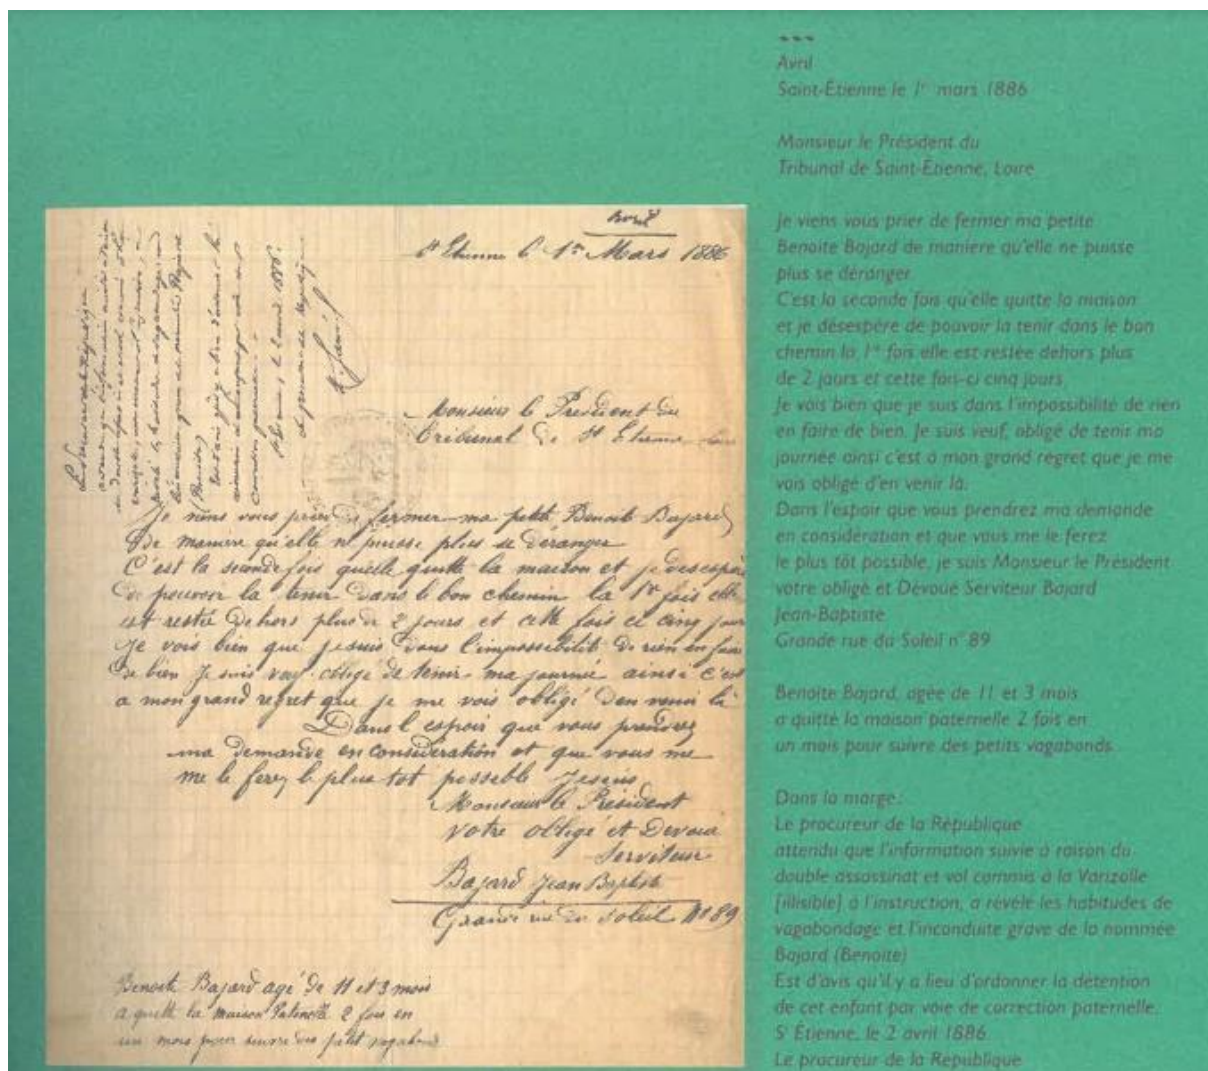 Avril
St Etienne le 1er Mars 1886
Monsieur le President du
Tribunal de St Etienne Loire
Je viens vous prier de fermer ma petite Benoite Bajard
De maniere qu'elle ne puisse plus se deranger
C'est la seconde fois quelle quitte la maison et je desespere
De pouvoir la tenir Dans le bon chemin la 1re fois elle
est restée dehors plus de 2 jours et cette fois ci cinq jours
Je vois bien que je suis Dans l'impossibilité De rien en faire
De bien Je suis veuf obligé de tenir ma journée ainsi c'est
a mon grand regret que je me vois obligé Den venir là
Dans l espoir que vous prendrez
ma Demande en considération et que vous me
me le ferez le plus tot possible Je suis
Monsieur le President
votre obligé et Devoué
Serviteur
Bajard Jean Baptiste
Grande rue Du Soleil No 89
Benoite Bajard agé De 11 et 3 mois
a quitté la maison Paternelle 2 fois en
un mois pour suivre des petit vagabond
Avril
Saint-Étienne le 1er mars 1886
Monsieur le Président du
Tribunal de Saint-Étienne, Loire
Je viens vous prier de fermer ma petite
Benoite Bajard de maniere qu'elle ne puisse
plus se déranger.
C'est la seconde fois qu'elle quitte la maison
et je désespère de pouvoir la tenir dans le bon
chemin la 1re fois elle est restée dehors plus
de 2 jours et cette fois-ci cinq jours.
Je vois bien que je suis dans l'impossibilité de rien
en faire de bien. Je suis veuf, obligé de tenir ma
journée ainsi c'est à mon grand regret que je me
vois obligé d'en venir là.
Dans l'espoir que vous prendrez ma demande
en considération et que vous me le ferez
le plus tôt possible, je suis Monsieur le Président
votre obligé et Dévoué Serviteur Bajard
Jean-Baptiste
Grande rue du Soleil n° 89
Benoîte Bajard, agée de 11 et 3 mois
a quitté la maison paternelle 2 fois en
un mois pour suivre des petits vagabonds.
Dans la marge :
Le procureur de la République
attendu que l'information suivie à raison du
double assassinat et vol commis à la Varizelle
[illisible] à l'instruction, a révélé les habitudes de
vagabondage et l'inconduite grave de la nommée
Bajard (Benoîte)
Est d'avis qu'il y a lieu d'ordonner la détention
de cet enfant par voie de correction paternelle.
St Étienne, le 2 avril 1886
Le procureur de la République